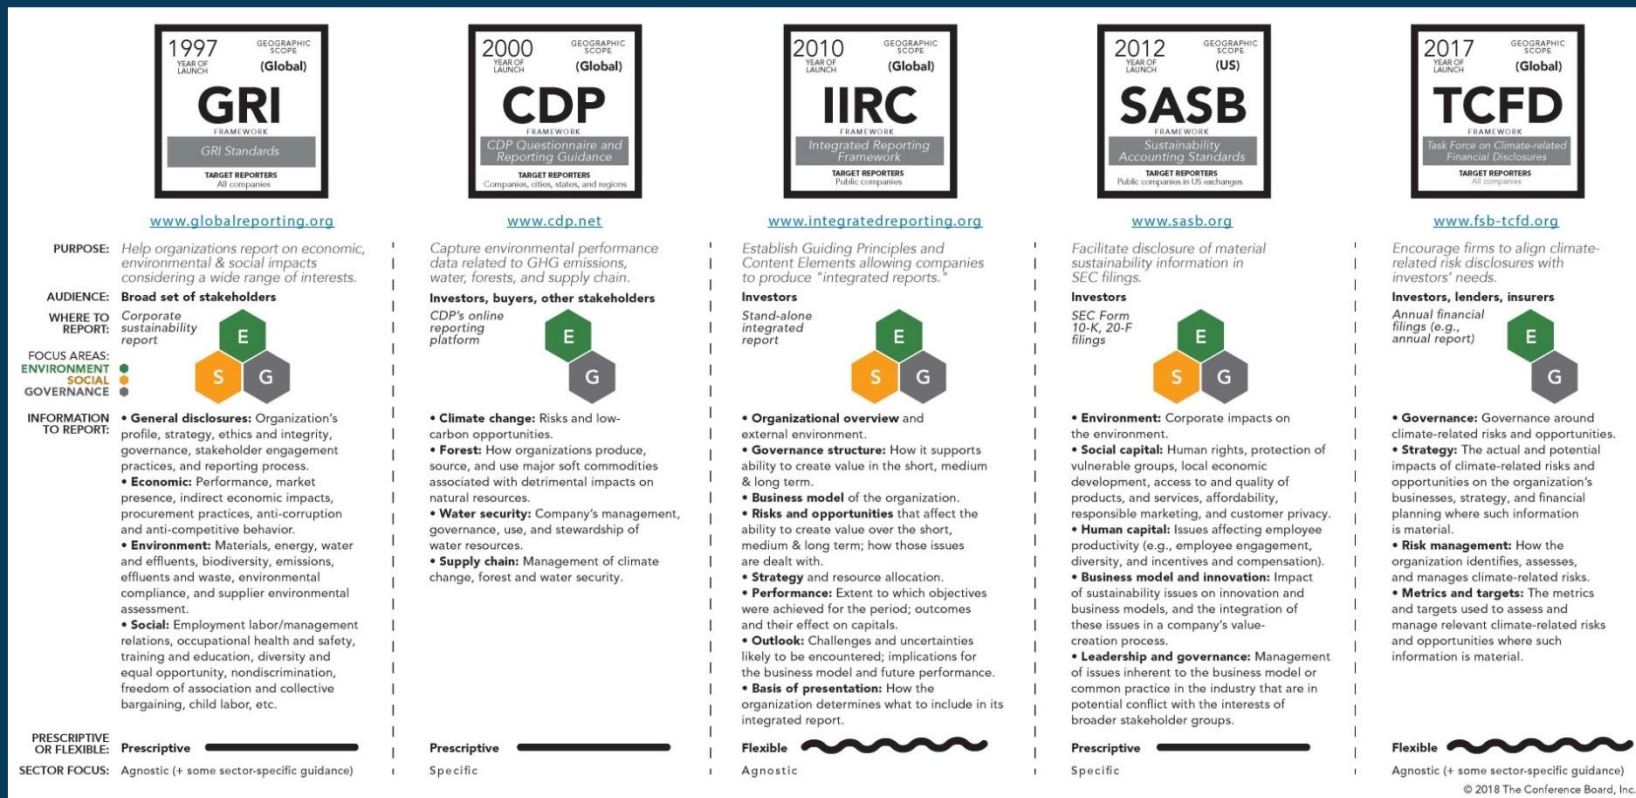 1997
YEAR OF
LAUNCH
GEOGRAPHIC
SCOPE
(Global)
GRI
FRAMEWORK
GRI Standards
TARGET REPORTERS
All companies
2000
YEAR OF
LAUNCH
GEOGRAPHIC
SCOPE
(Global)
CDP
FRAMEWORK
CDP Questionnaire and
Reporting Guidance
TARGET REPORTERS
Companies, cities, states, and regions
2010
YEAR OF
LAUNCH
GEOGRAPHIC
SCOPE
(Global)
IIRC
FRAMEWORK
Integrated Reporting
Framework
TARGET REPORTERS
Public companies
2012
YEAR OF
LAUNCH
GEOGRAPHIC
SCOPE
(US)
SASB
FRAMEWORK
Sustainability
Accounting Standards
TARGET REPORTERS
Public companies in US exchanges
2017
YEAR OF
LAUNCH
GEOGRAPHIC
SCOPE
(Global)
TCFD
FRAMEWORK
Task Force on Climate-related
Financial Disclosures
TARGET REPORTERS
All companies
www.globalreporting.org
www.cdp.net
www.integratedreporting.org
www.sasb.org
www.fsb-tcfd.org
PURPOSE:
AUDIENCE:
WHERE TO
REPORT:
FOCUS AREAS:
ENVIRONMENT
SOCIAL
GOVERNANCE
INFORMATION
TO REPORT:
PRESCRIPTIVE
OR FLEXIBLE:
SECTOR FOCUS:
Help organizations report on economic,
environmental & social impacts
considering a wide range of interests.
Broad set of stakeholders
Corporate
sustainability
report
E
S
G
• General disclosures: Organization's
profile, strategy, ethics and integrity,
governance, stakeholder engagement
practices, and reporting process.
• Economic: Performance, market
presence, indirect economic impacts,
procurement practices, anti-corruption
and anti-competitive behavior.
• Environment: Materials, energy, water
and effluents, biodiversity, emissions,
effluents and waste, environmental
compliance, and supplier environmental
assessment.
• Social: Employment labor/management
relations, occupational health and safety,
training and education, diversity and
equal opportunity, nondiscrimination,
freedom of association and collective
bargaining, child labor, etc.
Prescriptive
Agnostic (+ some sector-specific guidance)
Capture environmental performance
data related to GHG emissions,
water, forests, and supply chain.
Investors, buyers, other stakeholders
CDP's online
reporting
platform
E
G
• Climate change: Risks and low-
carbon opportunities.
• Forest: How organizations produce,
source, and use major soft commodities
associated with detrimental impacts on
natural resources.
• Water security: Company's management,
governance, use, and stewardship of
water resources.
• Supply chain: Management of climate
change, forest and water security.
Prescriptive
Specific
Establish Guiding Principles and
Content Elements allowing companies
to produce "integrated reports."
Investors
Stand-alone
integrated
report
E
S
G
• Organizational overview and
external environment.
• Governance structure: How it supports
ability to create value in the short, medium
& long term.
• Business model of the organization.
• Risks and opportunities that affect the
ability to create value over the short,
medium & long term; how those issues
are dealt with.
• Strategy and resource allocation.
• Performance: Extent to which objectives
were achieved for the period; outcomes
and their effect on capitals.
• Outlook: Challenges and uncertainties
likely to be encountered; implications for
the business model and future performance.
• Basis of presentation: How the
organization determines what to include in its
integrated report.
Flexible
Agnostic
Facilitate disclosure of material
sustainability information in
SEC filings.
Investors
SEC Form
10-K, 20-F
filings
E
S
G
• Environment: Corporate impacts on
the environment.
• Social capital: Human rights, protection of
vulnerable groups, local economic
development, access to and quality of
products, and services, affordability,
responsible marketing, and customer privacy.
• Human capital: Issues affecting employee
productivity (e.g., employee engagement,
diversity, and incentives and compensation).
• Business model and innovation: Impact
of sustainability issues on innovation and
business models, and the integration of
these issues in a company's value-
creation process.
• Leadership and governance: Management
of issues inherent to the business model or
common practice in the industry that are in
potential conflict with the interests of
broader stakeholder groups.
Prescriptive
Specific
Encourage firms to align climate-
related risk disclosures with
investors' needs.
Investors, lenders, insurers
Annual financial
filings (e.g.,
annual report)
E
G
• Governance: Governance around
climate-related risks and opportunities.
• Strategy: The actual and potential
impacts of climate-related risks and
opportunities on the organization's
businesses, strategy, and financial
planning where such information
is material.
• Risk management: How the
organization identifies, assesses,
and manages climate-related risks.
• Metrics and targets: The metrics
and targets used to assess and
manage relevant climate-related risks
and opportunities where such
information is material.
Flexible
Agnostic (+ some sector-specific guidance)
© 2018 The Conference Board, Inc.